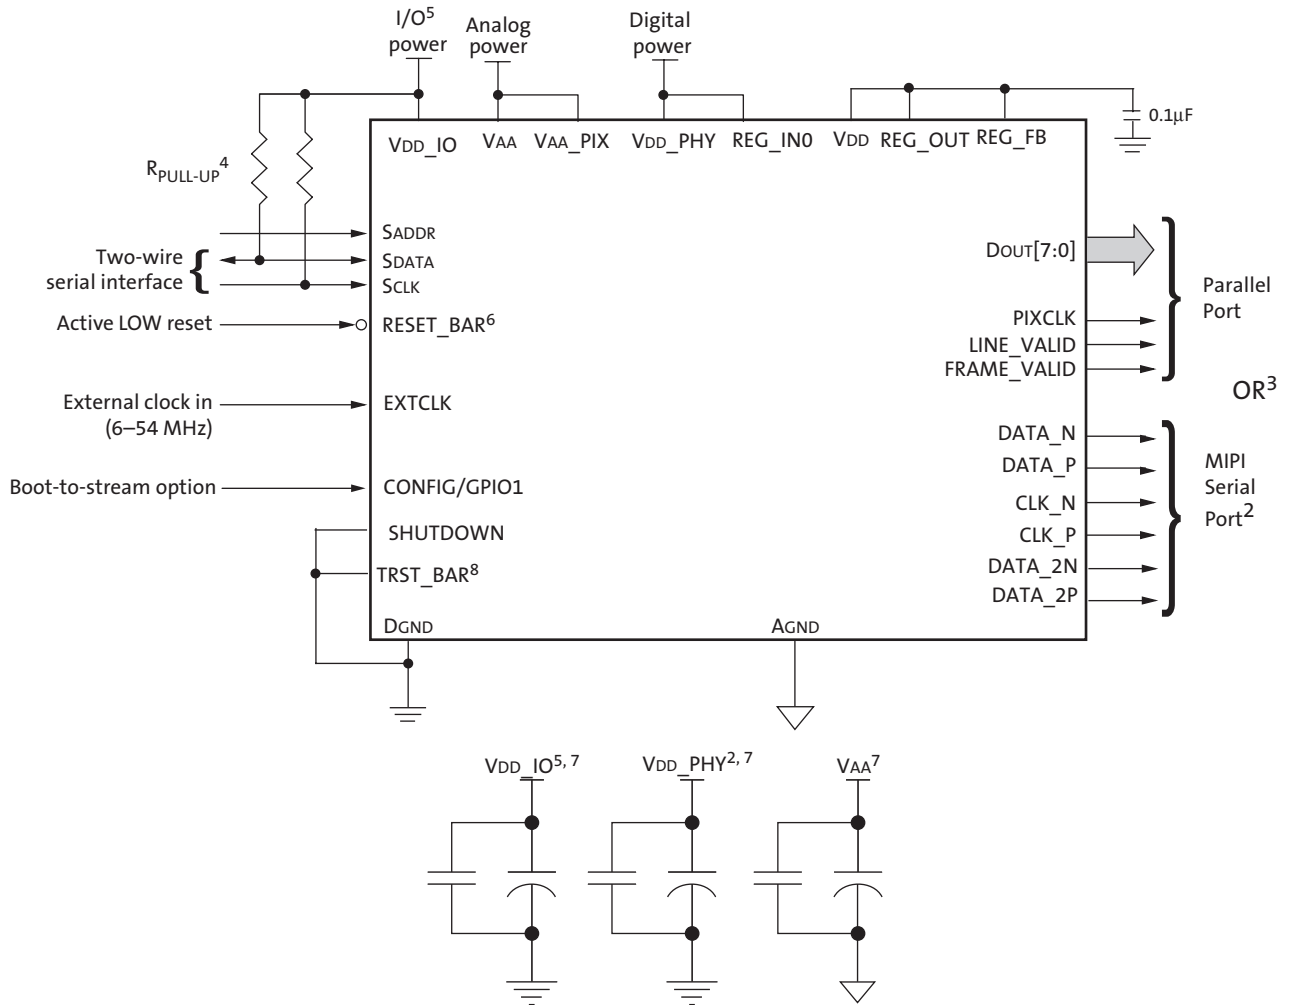 I/O5
power
Analog
power
Digital
power
VDD_IO
VAA
VAA_PIX
VDD_PHY
REG_IN0
VDD
REG_OUT
REG_FB
0.1µF
RPULL-UP4
SADDR
Two-wire
serial interface
SDATA
SCLK
Active LOW reset
RESET_BAR6
External clock in
(6–54 MHz)
EXTCLK
Boot-to-stream option
CONFIG/GPIO1
SHUTDOWN
TRST_BAR8
DGND
AGND
DOUT[7:0]
PIXCLK
LINE_VALID
FRAME_VALID
Parallel
Port
OR3
DATA_N
DATA_P
CLK_N
CLK_P
DATA_2N
DATA_2P
MIPI
Serial
Port2
VDD_IO5, 7
VDD_PHY2, 7
VAA7